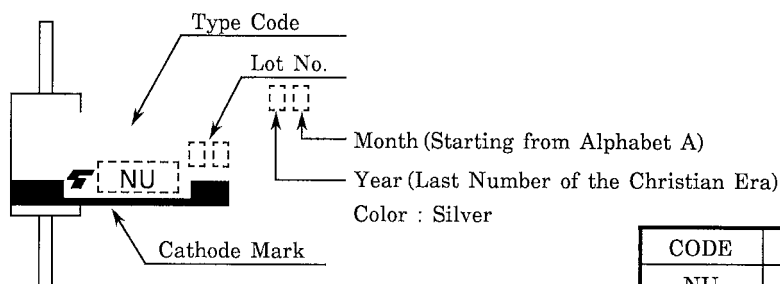 Type Code
Lot No.
Month (Starting from Alphabet A)
NU
Year (Last Number of the Christian Era)
Color : Silver
Cathode Mark
CODE
NU